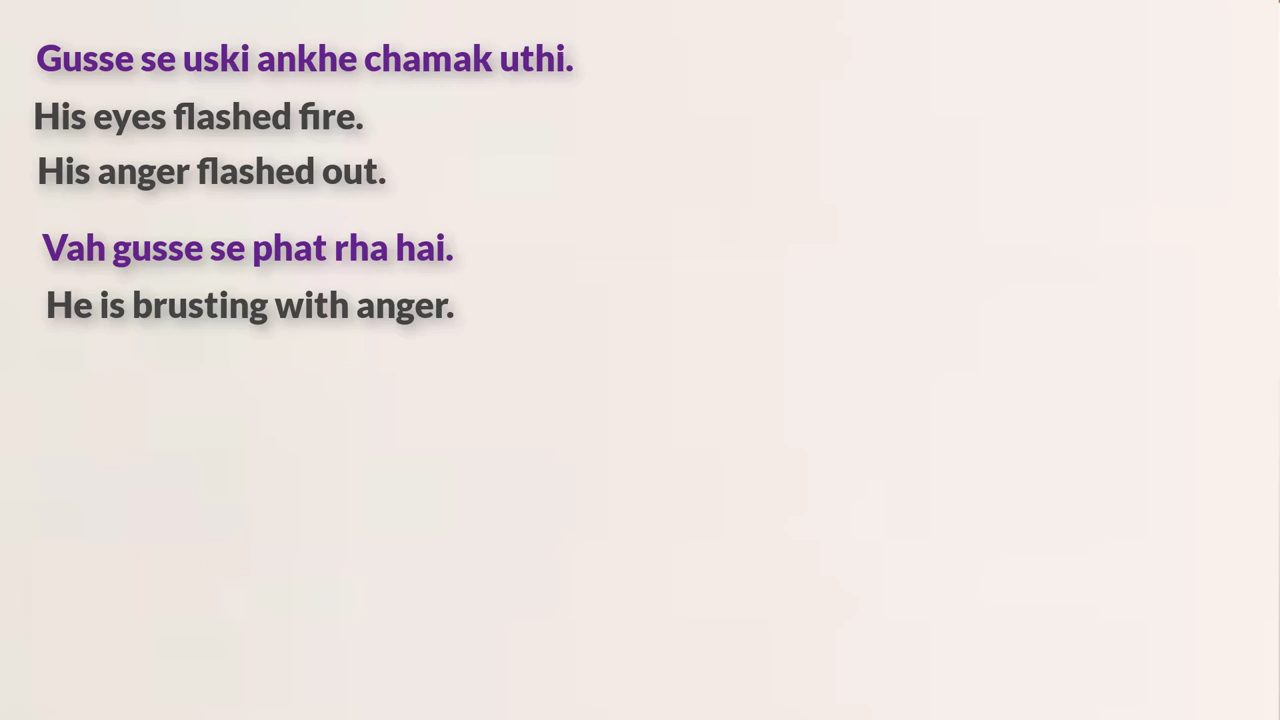 Gusse se uski ankhe chamak uthi.
His eyes flashed fire.
His anger flashed out.
Vah gusse se phat rha hai.
He is brusting with anger.